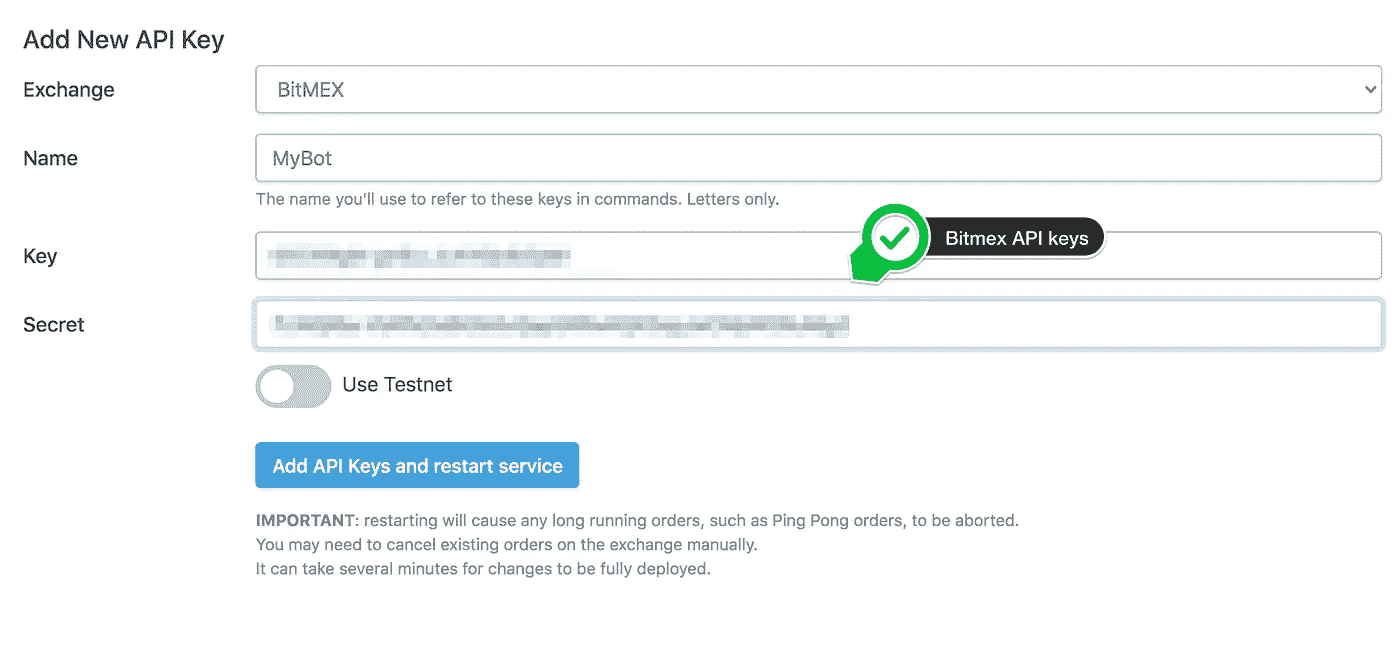 Add New API Key
Exchange
BitMEX
Name
MyBot
The name you'll use to refer to these keys in commands. Letters only.
Key
Bitmex API keys
Secret
Use Testnet
Add API Keys and restart service
IMPORTANT: restarting will cause any long running orders, such as Ping Pong orders, to be aborted.
You may need to cancel existing orders on the exchange manually.
It can take several minutes for changes to be fully deployed.